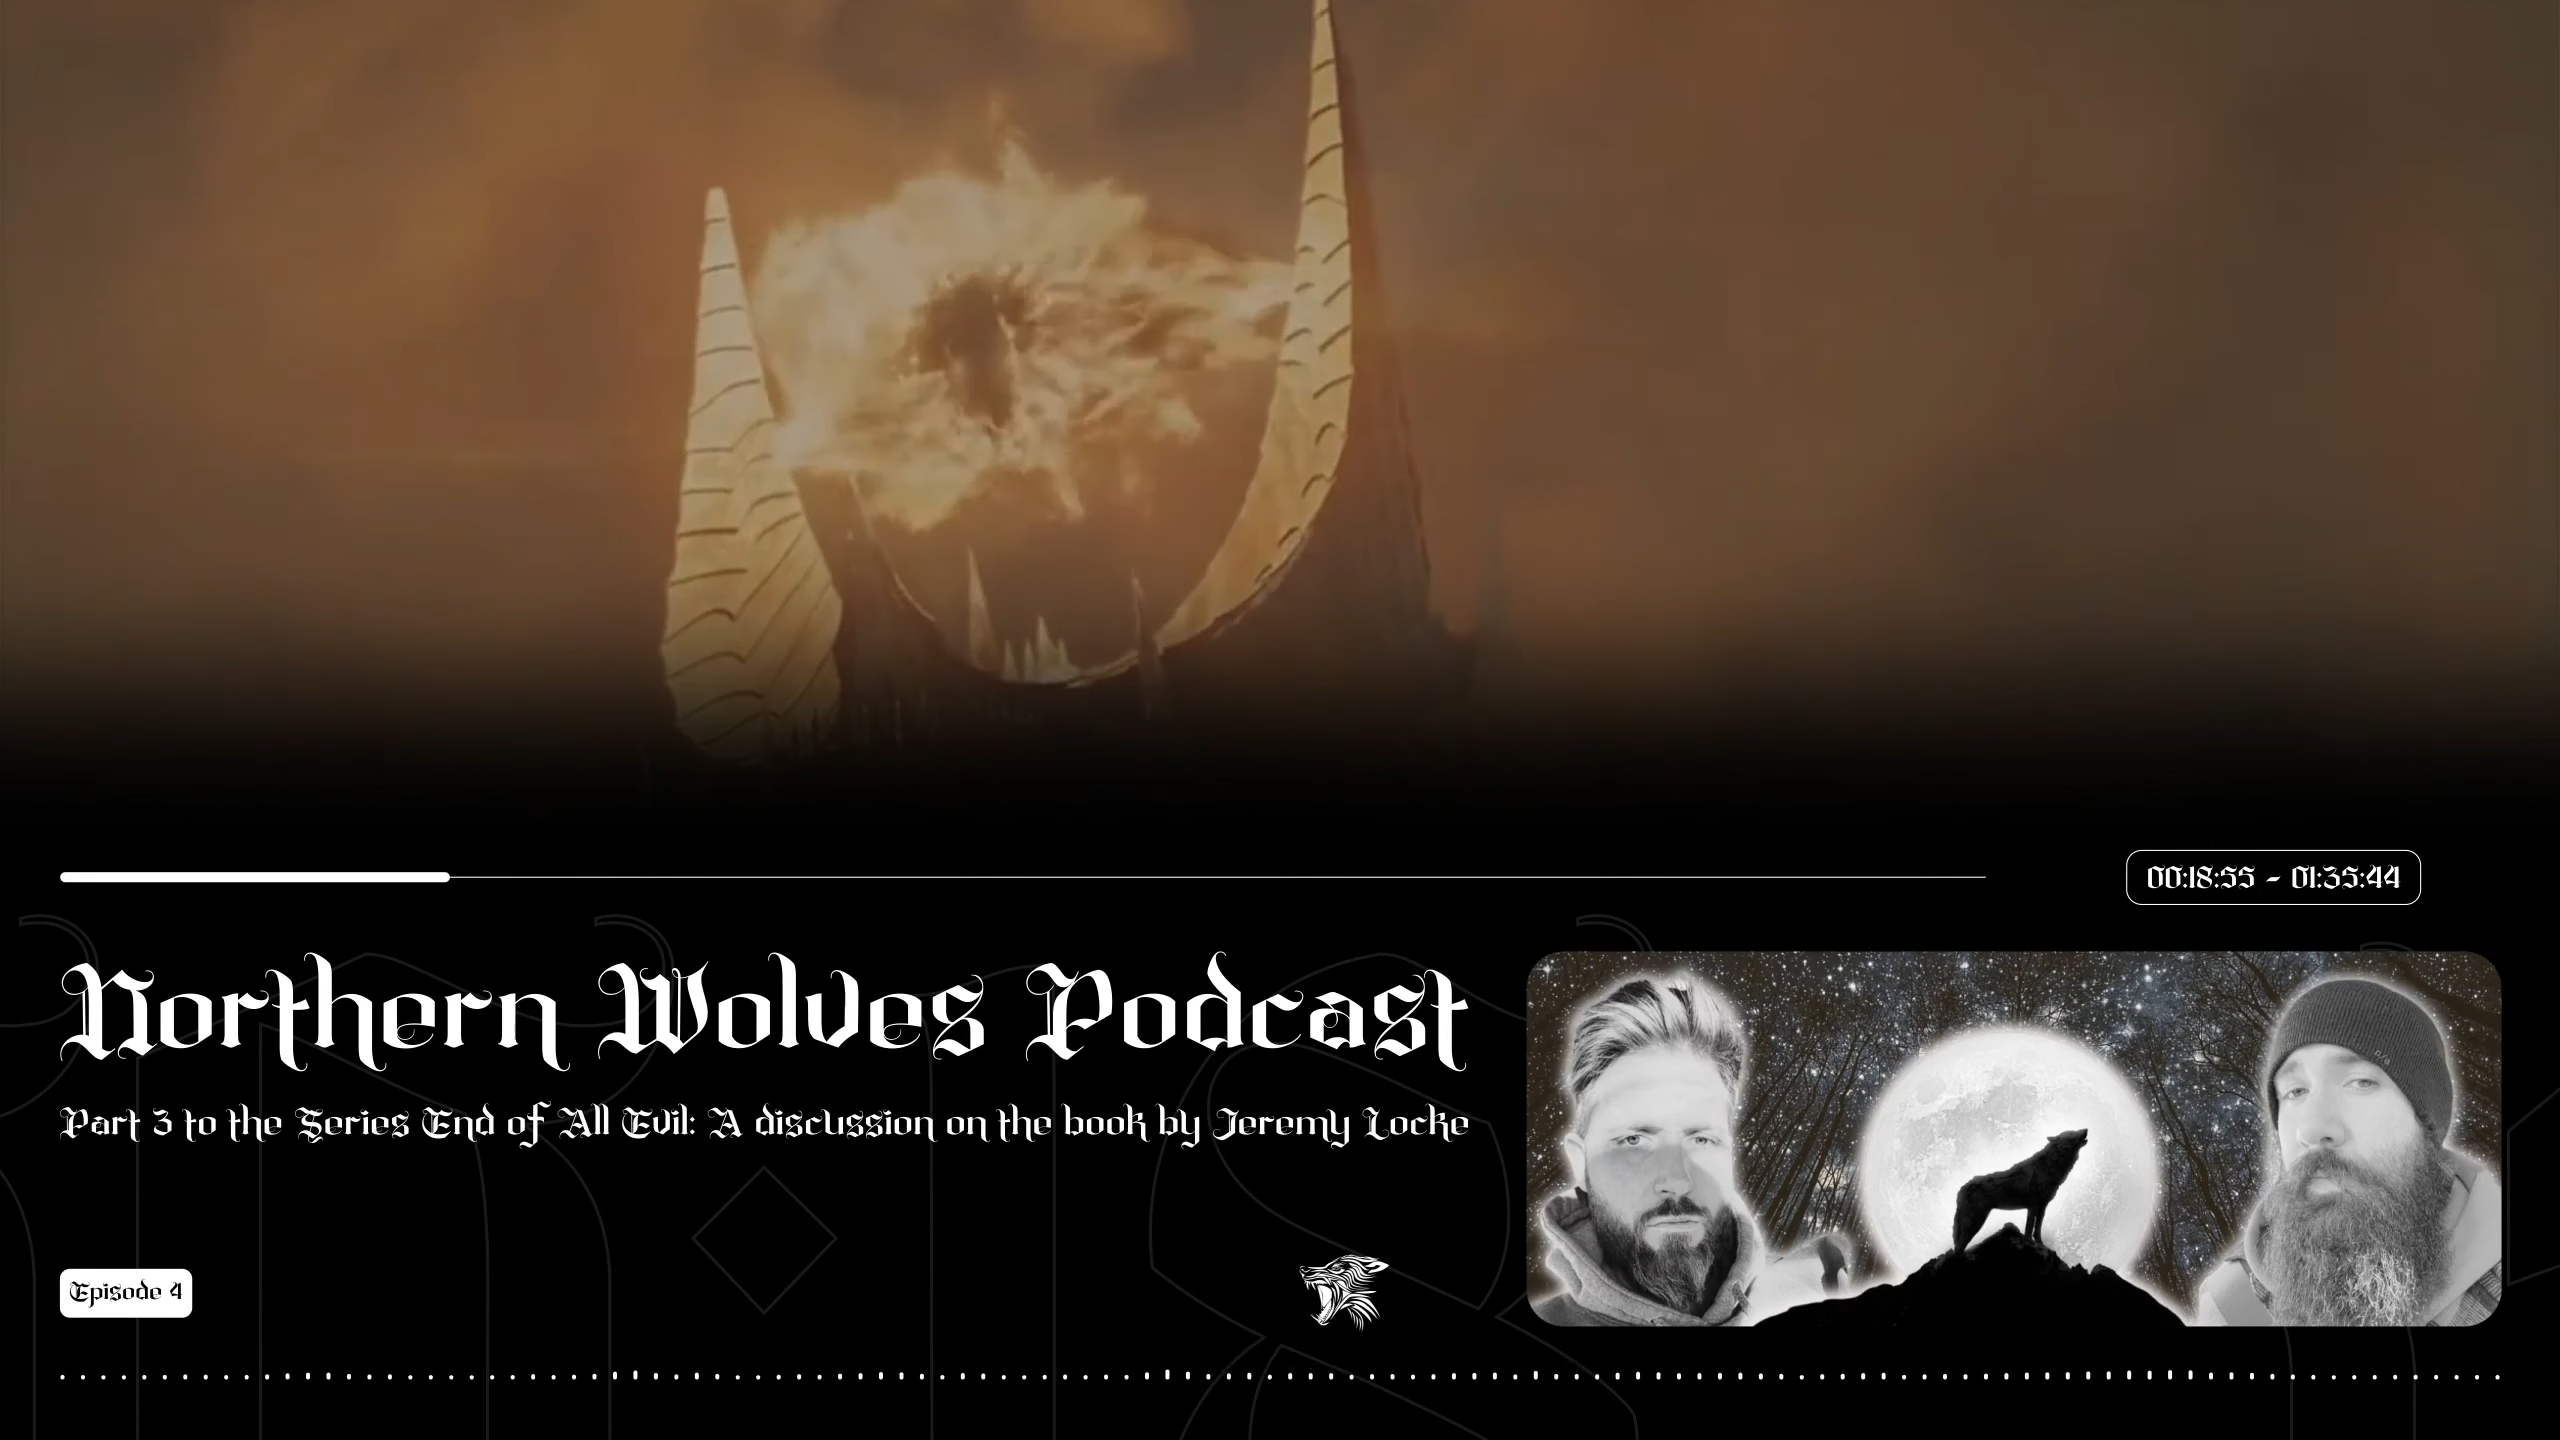 00:18:55 - 01:35:44
Northern Wolves Podcast
Part 3 to the Series End of All Evil: A discussion on the book by Jeremy Locke
Episode 4